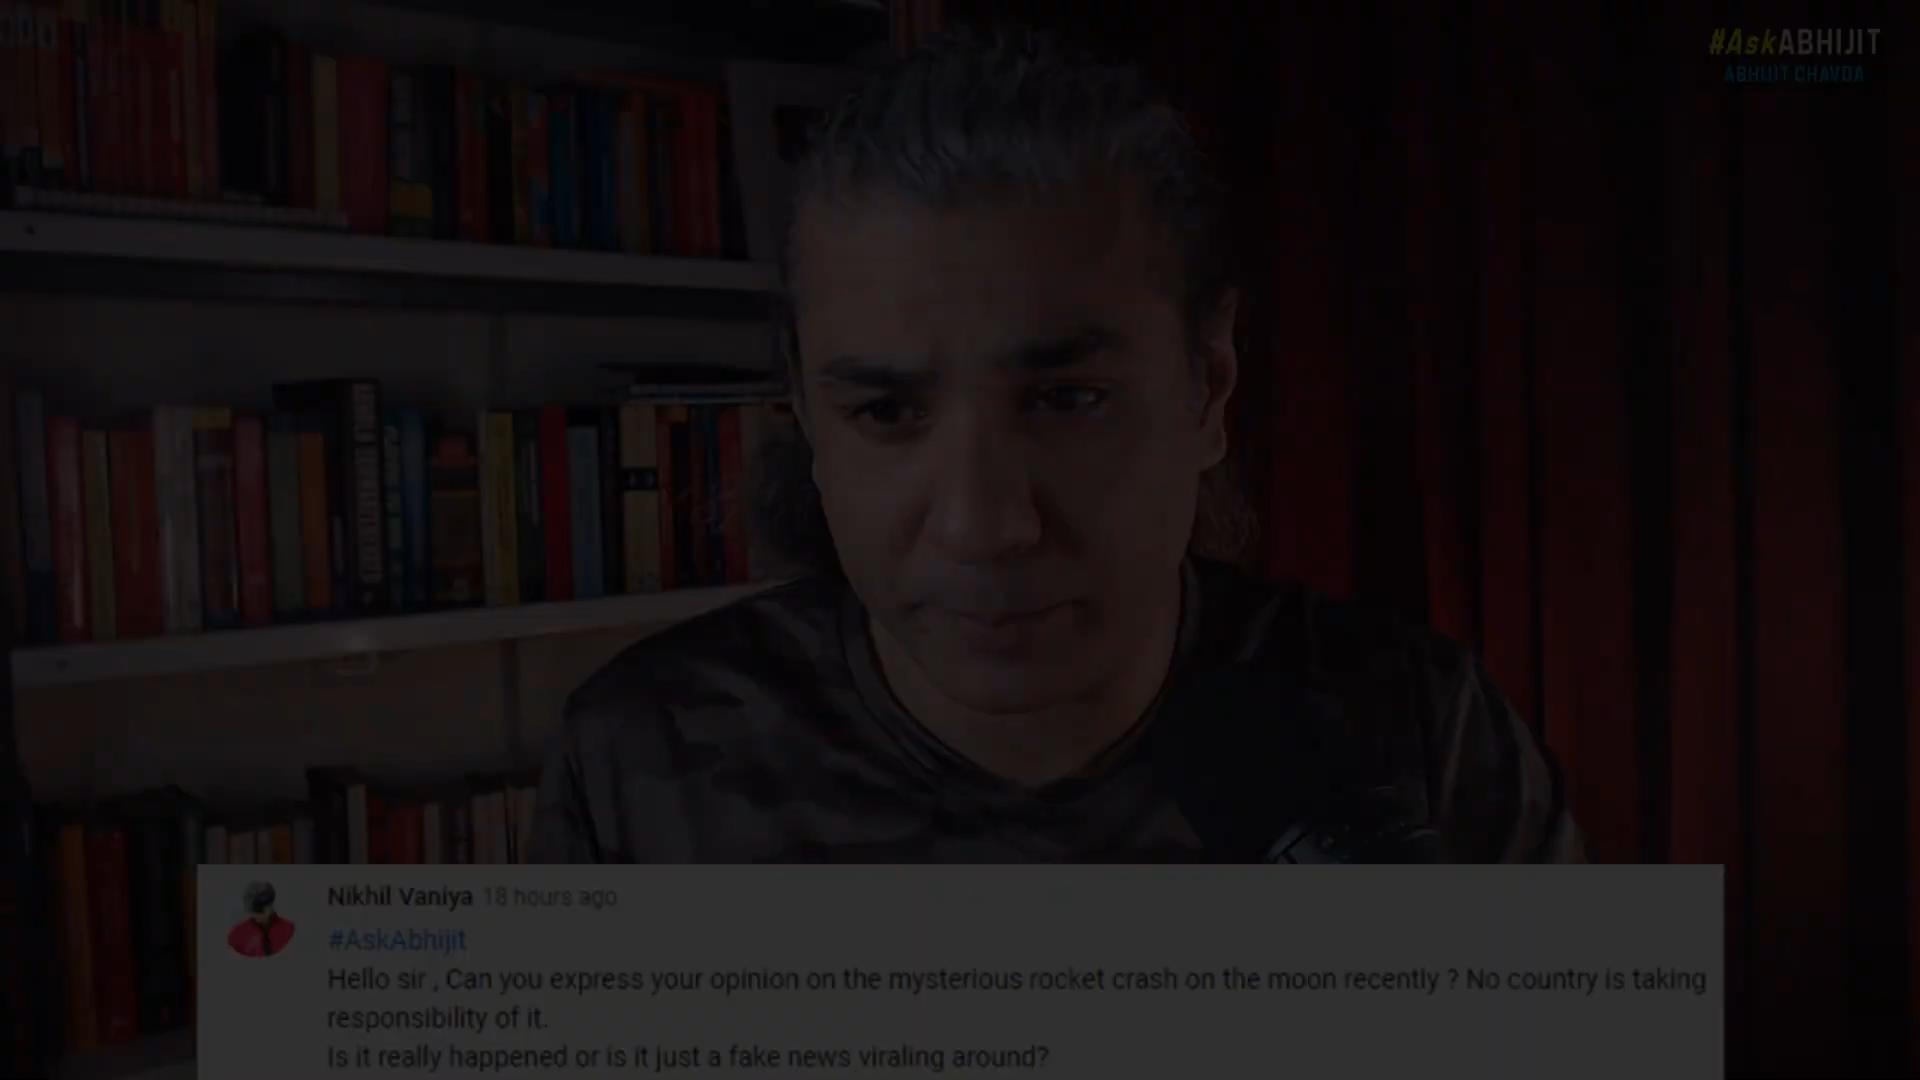 #AskABHIJIT
ABHIJIT CHAVDA
Nikhil Vaniya 18 hours ago
#AskAbhijit
Hello sir , Can you express your opinion on the mysterious rocket crash on the moon recently ? No country is taking
responsibility of it.
Is it really happened or is it just a fake news viraling around?